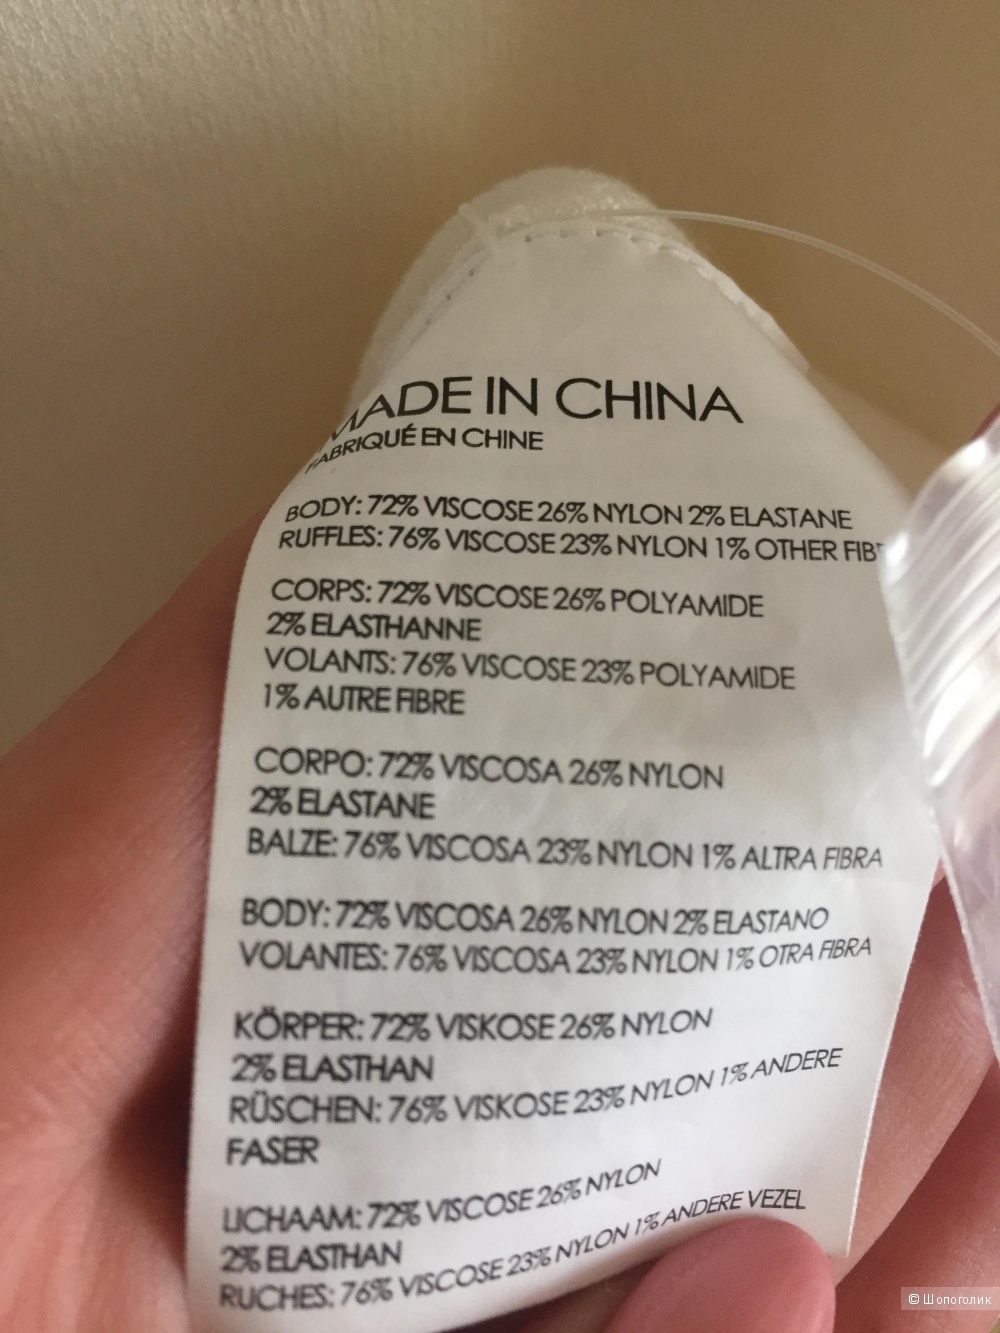 MADE IN CHINA
FABRIQUÉ EN CHINE
BODY: 72% VISCOSE 26% NYLON 2% ELASTANE
RUFFLES: 76% VISCOSE 23% NYLON 1% OTHER
CORPS: 72% VISCOSE 26% POLYAMIDE
2% ELASTHANNE
VOLANTS: 76% VISCOSE 23% POLYAMIDE
1% AUTRE FIBRE
CORPO: 72% VISCOSA 26% NYLON
2% ELASTANE
BALZE: 76% VISCOSA 23% NYLON 1% ALTRA FIBRA
BODY: 72% VISCOSA 26% NYLON 2% ELASTANO
VOLANTES: 76% VISCOSA 23% NYLON 1% OTRA FIBRA
KÖRPER: 72% VISKOSE 26% NYLON
2% ELASTHAN
RÜSCHEN: 76% VISKOSE 23% NYLON 1% ANDERE
FASER
LICHAAM: 72% VISCOSE 26% NYLON
2% ELASTHAN
RUCHES: 76% VISCOSE 23% NYLON 1% ANDERE VEZEL
© Шопоголик